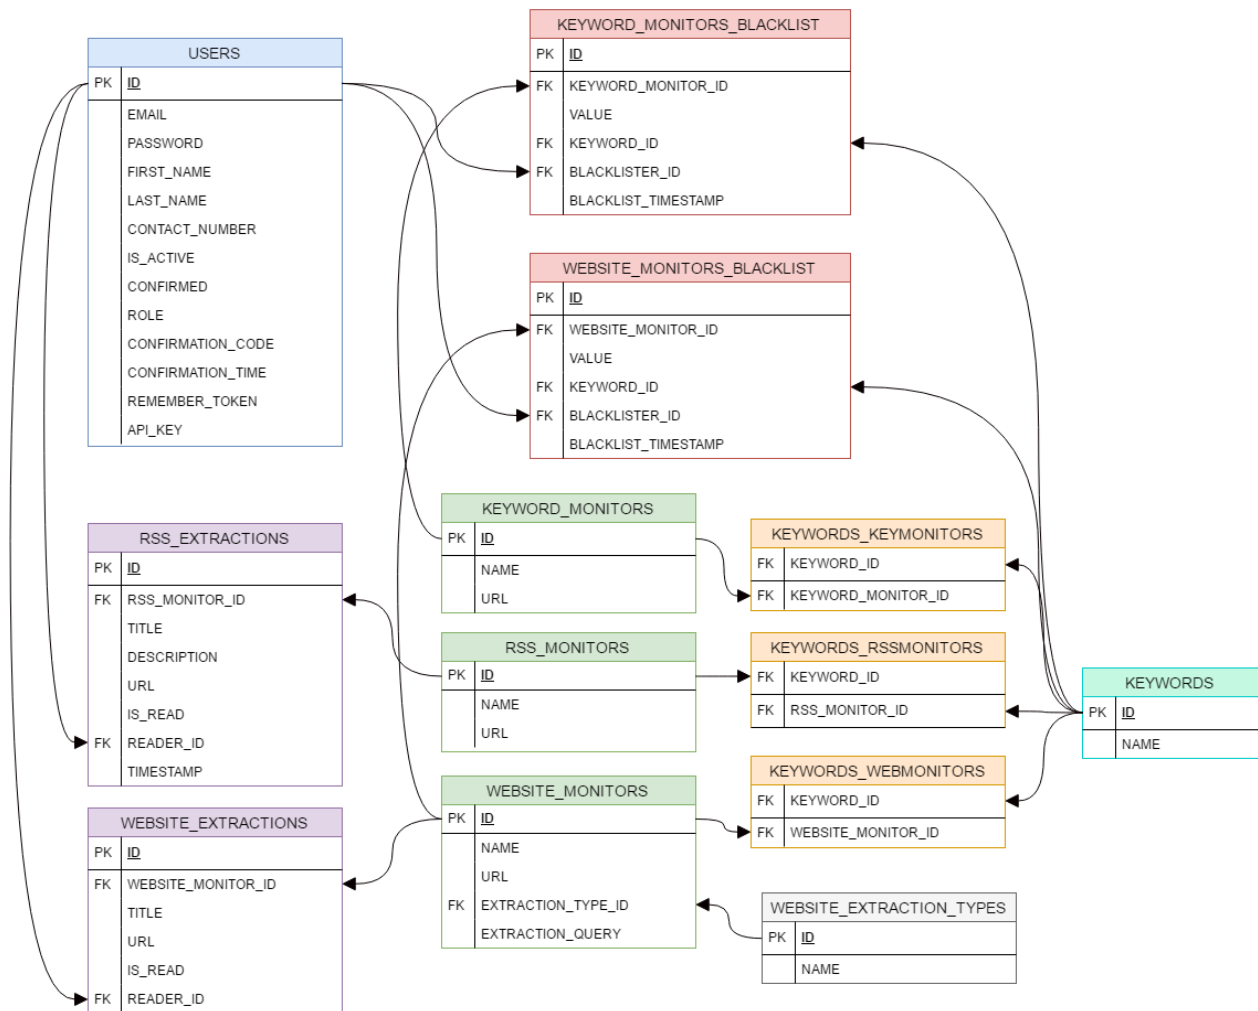 USERS
PK ID
EMAIL
PASSWORD
FIRST_NAME
LAST_NAME
CONTACT_NUMBER
IS_ACTIVE
CONFIRMED
ROLE
CONFIRMATION_CODE
CONFIRMATION_TIME
REMEMBER_TOKEN
API_KEY
KEYWORD_MONITORS_BLACKLIST
PK ID
FK KEYWORD_MONITOR_ID
VALUE
FK KEYWORD_ID
FK BLACKLISTER_ID
BLACKLIST_TIMESTAMP
WEBSITE_MONITORS_BLACKLIST
PK ID
FK WEBSITE_MONITOR_ID
VALUE
FK KEYWORD_ID
FK BLACKLISTER_ID
BLACKLIST_TIMESTAMP
RSS_EXTRACTIONS
PK ID
FK RSS_MONITOR_ID
TITLE
DESCRIPTION
URL
IS_READ
FK READER_ID
TIMESTAMP
WEBSITE_EXTRACTIONS
PK ID
FK WEBSITE_MONITOR_ID
TITLE
URL
IS_READ
FK READER_ID
KEYWORD_MONITORS
PK ID
NAME
URL
RSS_MONITORS
PK ID
NAME
URL
WEBSITE_MONITORS
PK ID
NAME
URL
FK EXTRACTION_TYPE_ID
EXTRACTION_QUERY
KEYWORDS_KEYMONITORS
FK KEYWORD_ID
FK KEYWORD_MONITOR_ID
KEYWORDS_RSSMONITORS
FK KEYWORD_ID
FK RSS_MONITOR_ID
KEYWORDS_WEBMONITORS
FK KEYWORD_ID
FK WEBSITE_MONITOR_ID
WEBSITE_EXTRACTION_TYPES
PK ID
NAME
KEYWORDS
PK ID
NAME